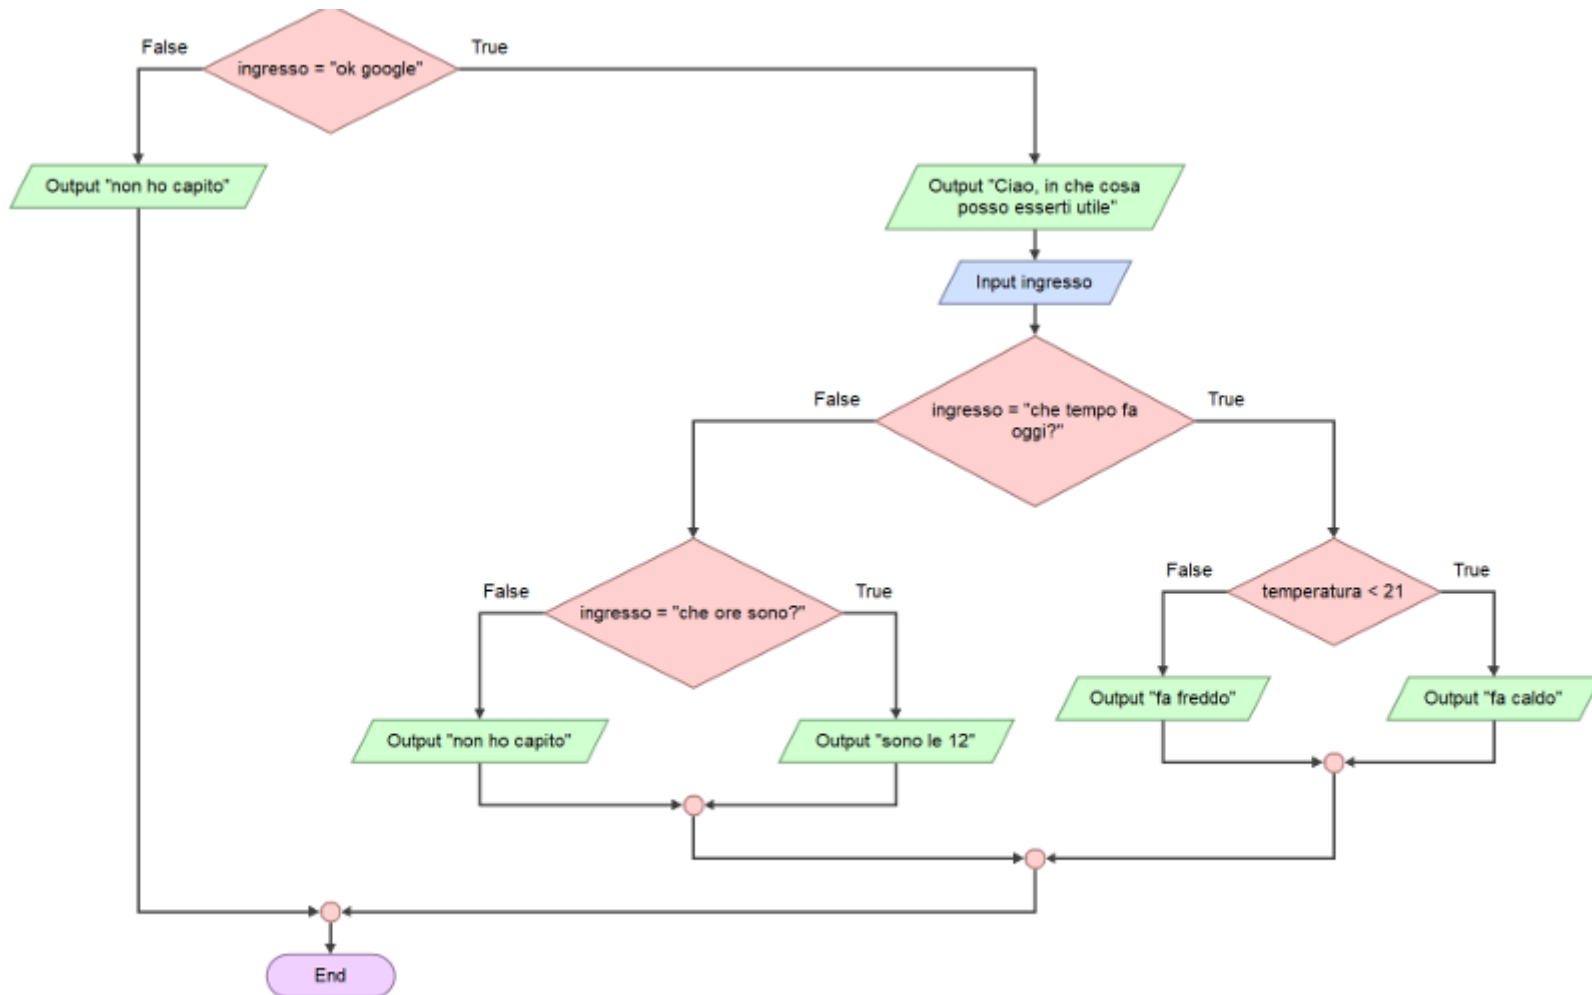 False
True
ingresso = "ok google"
Output "non ho capito"
Output "Ciao, in che cosa
posso esserti utile"
Input ingresso
False
True
ingresso = "che tempo fa
oggi?"
False
True
ingresso = "che ore sono?"
False
True
temperatura < 21
Output "non ho capito"
Output "sono le 12"
Output "fa freddo"
Output "fa caldo"
End